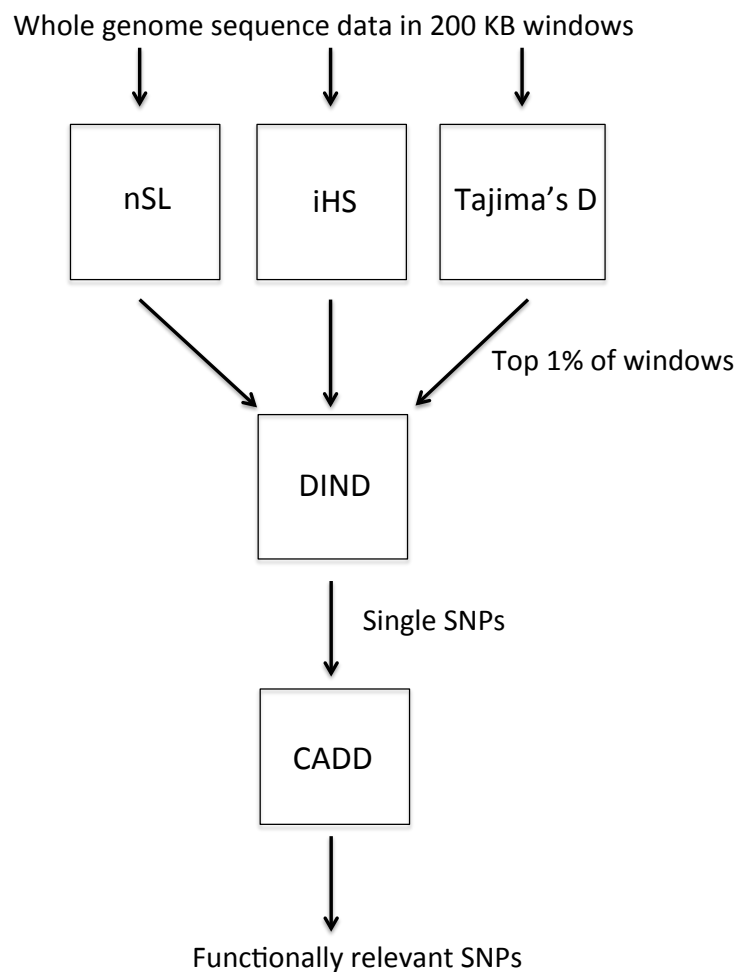 Whole genome sequence data in 200 KB windows
nSL
iHS
Tajima’s D
Top 1% of windows
DIND
Single SNPs
CADD
Functionally relevant SNPs